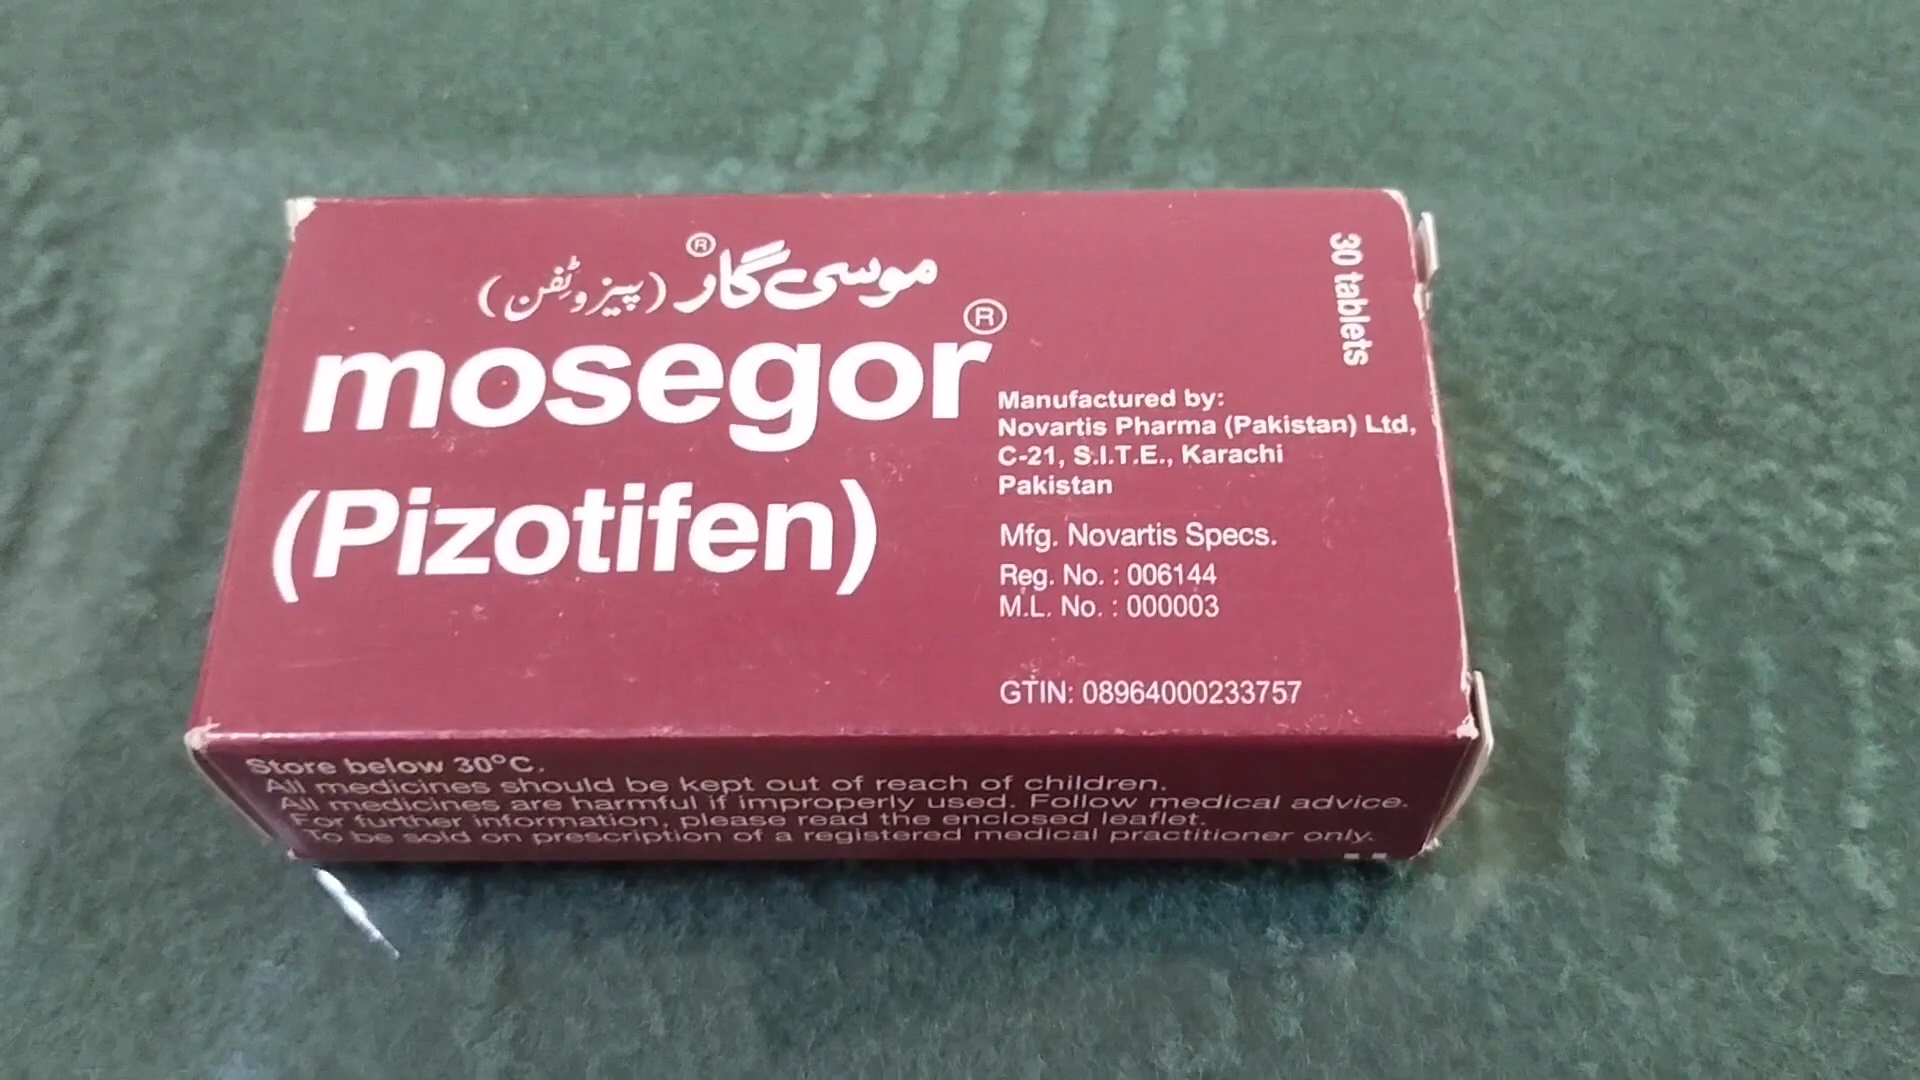 موسی گار® (پیزوٹفن)
mosegor®
(Pizotifen)
30 tablets
Manufactured by:
Novartis Pharma (Pakistan) Ltd,
C-21, S.I.T.E., Karachi
Pakistan
Mfg. Novartis Specs.
Reg. No. : 006144
M.L. No. : 000003
GTIN: 08964000233757
Store below 30°C.
All medicines should be kept out of reach of children.
All medicines are harmful if improperly used. Follow medical advice.
For further information, please read the enclosed leaflet.
To be sold on prescription of a registered medical practitioner only.